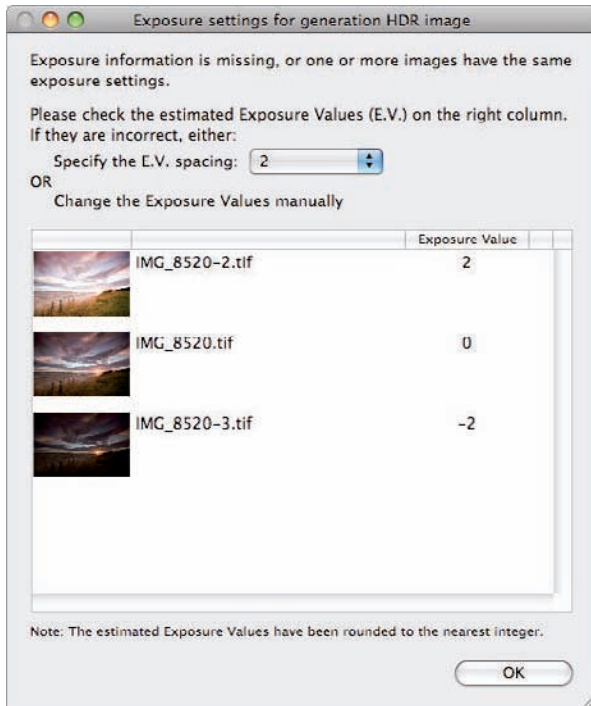 Exposure settings for generation HDR image
Exposure information is missing, or one or more images have the same
exposure settings.
Please check the estimated Exposure Values (E.V.) on the right column.
If they are incorrect, either:
Specify the E.V. spacing: 2
OR
Change the Exposure Values manually
Exposure Value
IMG_8520-2.tif 2
IMG_8520.tif 0
IMG_8520-3.tif -2
Note: The estimated Exposure Values have been rounded to the nearest integer.
OK